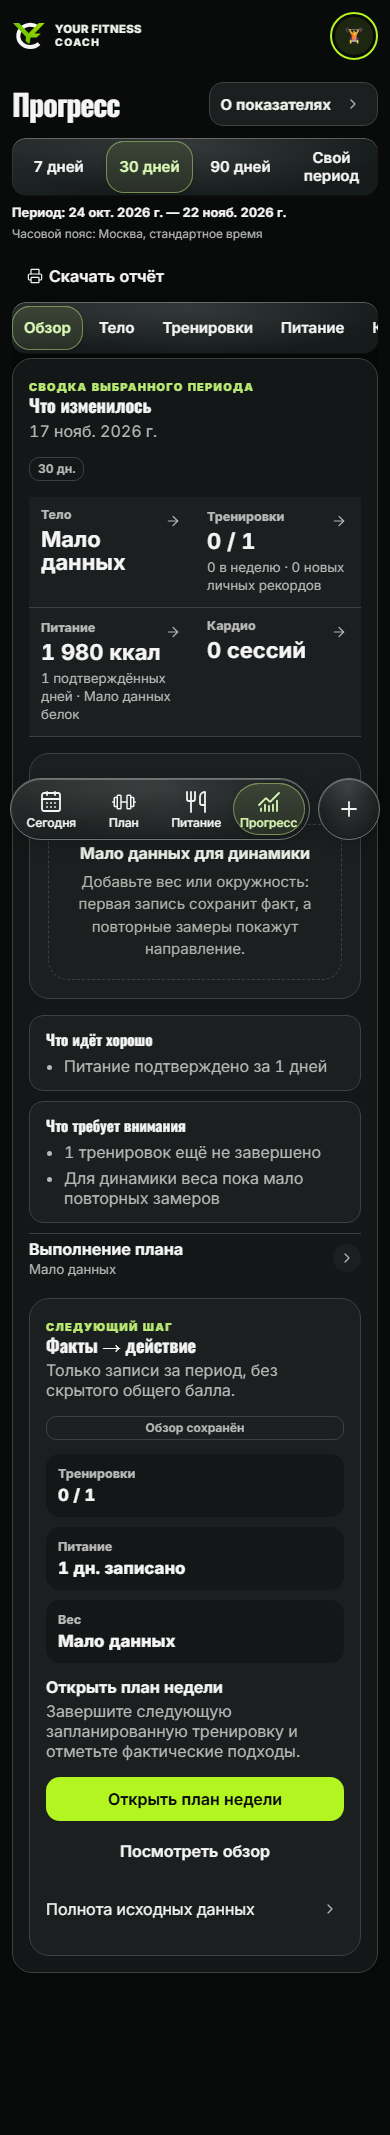 YOUR FITNESS
COACH
Прогресс
О показателях
7 дней
30 дней
90 дней
Свой
период
Период: 24 окт. 2026 г. — 22 нояб. 2026 г.
Часовой пояс: Москва, стандартное время
Скачать отчёт
Обзор
Тело
Тренировки
Питание
СВОДКА ВЫБРАННОГО ПЕРИОДА
Что изменилось
17 нояб. 2026 г.
30 дн.
Тело
Мало
данных
Тренировки
0 / 1
0 в неделю · 0 новых
личных рекордов
Питание
1 980 ккал
1 подтверждённых
дней · Мало данных
белок
Кардио
0 сессий
Сегодня
План
Питание
Прогресс
Мало данных для динамики
Добавьте вес или окружность:
первая запись сохранит факт, а
повторные замеры покажут
направление.
Что идёт хорошо
• Питание подтверждено за 1 дней
Что требует внимания
• 1 тренировок ещё не завершено
• Для динамики веса пока мало
повторных замеров
Выполнение плана
Мало данных
СЛЕДУЮЩИЙ ШАГ
Факты → действие
Только записи за период, без
скрытого общего балла.
Обзор сохранён
Тренировки
0 / 1
Питание
1 дн. записано
Вес
Мало данных
Открыть план недели
Завершите следующую
запланированную тренировку и
отметьте фактические подходы.
Открыть план недели
Посмотреть обзор
Полнота исходных данных